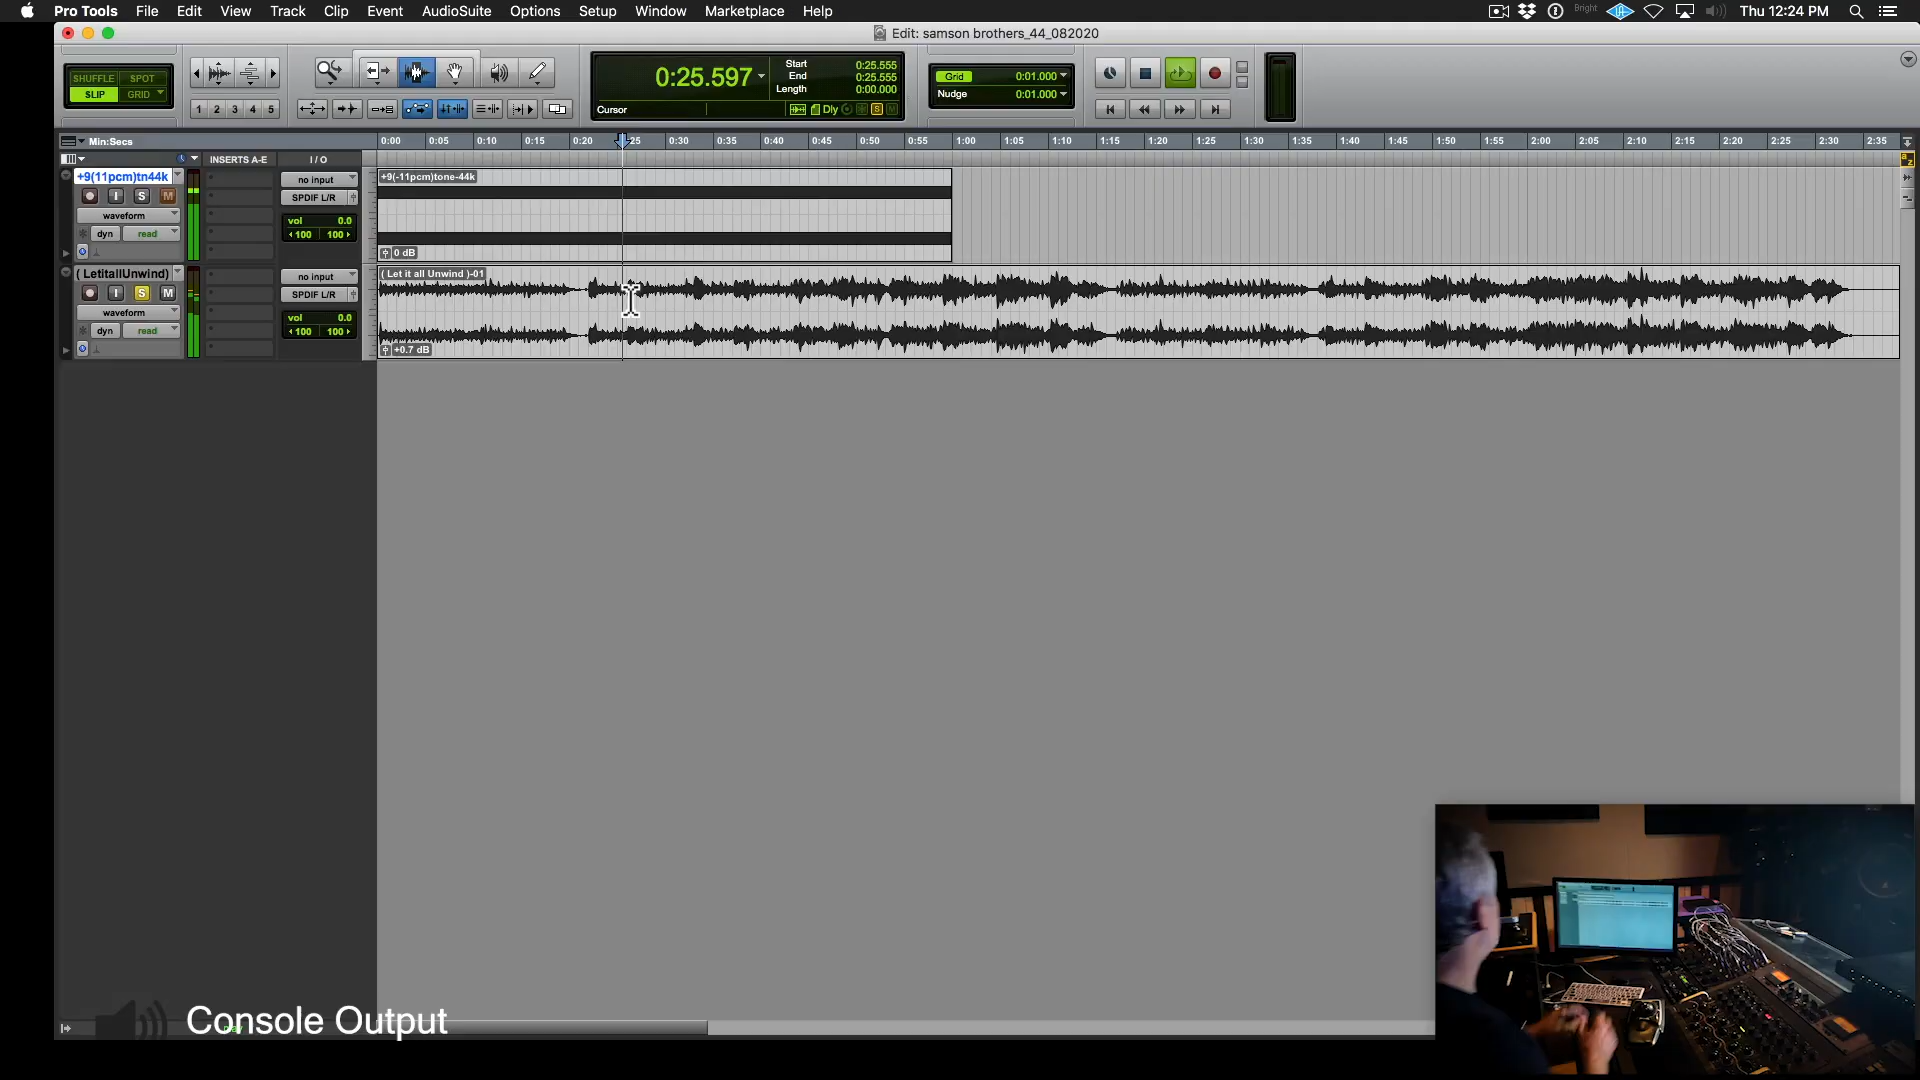 Pro Tools File Edit View Track Clip Event AudioSuite Options Setup Window Marketplace Help
Bright Thu 12:24 PM
Edit: samson brothers_44_082020
SHUFFLE SPOT
SLIP GRID
1 2 3 4 5
0:25.597
Start 0:25.555
End 0:25.555
Length 0:00.000
Cursor
Dly S M
Grid 0:01.000
Nudge 0:01.000
Min:Secs
0:00 0:05 0:10 0:15 0:20 0:25 0:30 0:35 0:40 0:45 0:50 0:55 1:00 1:05 1:10 1:15 1:20 1:25 1:30 1:35 1:40 1:45 1:50 1:55 2:00 2:05 2:10 2:15 2:20 2:25 2:30 2:35
INSERTS A-E I / O
+9(11pcm)tn44k
I S M
waveform
dyn read
no input
SPDIF L/R
vol 0.0
100 100
+9(-11pcm)tone-44k
0 dB
( LetitallUnwind)
I S M
waveform
dyn read
no input
SPDIF L/R
vol 0.0
100 100
( Let it all Unwind )-01
+0.7 dB
a
z
Console Output